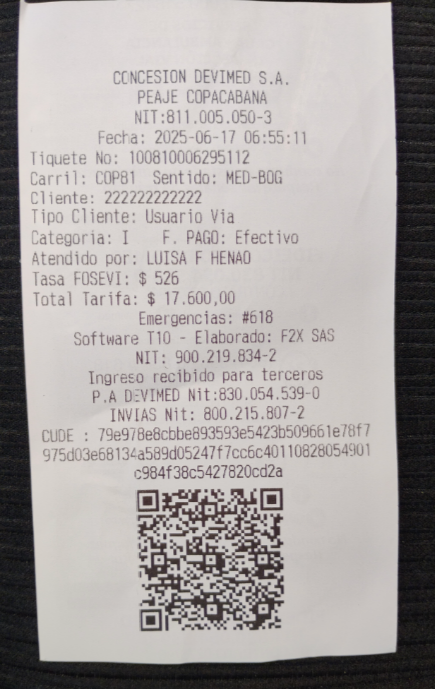 CONCESION DEVIMED S.A.
PEAJE COPACABANA
NIT:811.005.050-3
Fecha: 2025-06-17 06:55:11
Tiquete No: 100810006295112
Carril: COP81 Sentido: MED-BOG
Cliente: 222222222222
Tipo Cliente: Usuario Via
Categoria: I F. PAGO: Efectivo
Atendido por: LUISA F HENAO
Tasa FOSEVI: $ 526
Total Tarifa: $ 17.600,00
Emergencias: #618
Software T10 - Elaborado: F2X SAS
NIT: 900.219.834-2
Ingreso recibido para terceros
P.A DEVIMED Nit:830.054.539-0
INVIAS Nit: 800.215.807-2
CUDE : 79e978e8cbbe893593e5423b509661e78f7
975d03e68134a589d05247f7cc6c40110828054901
c984f38c5427820cd2a